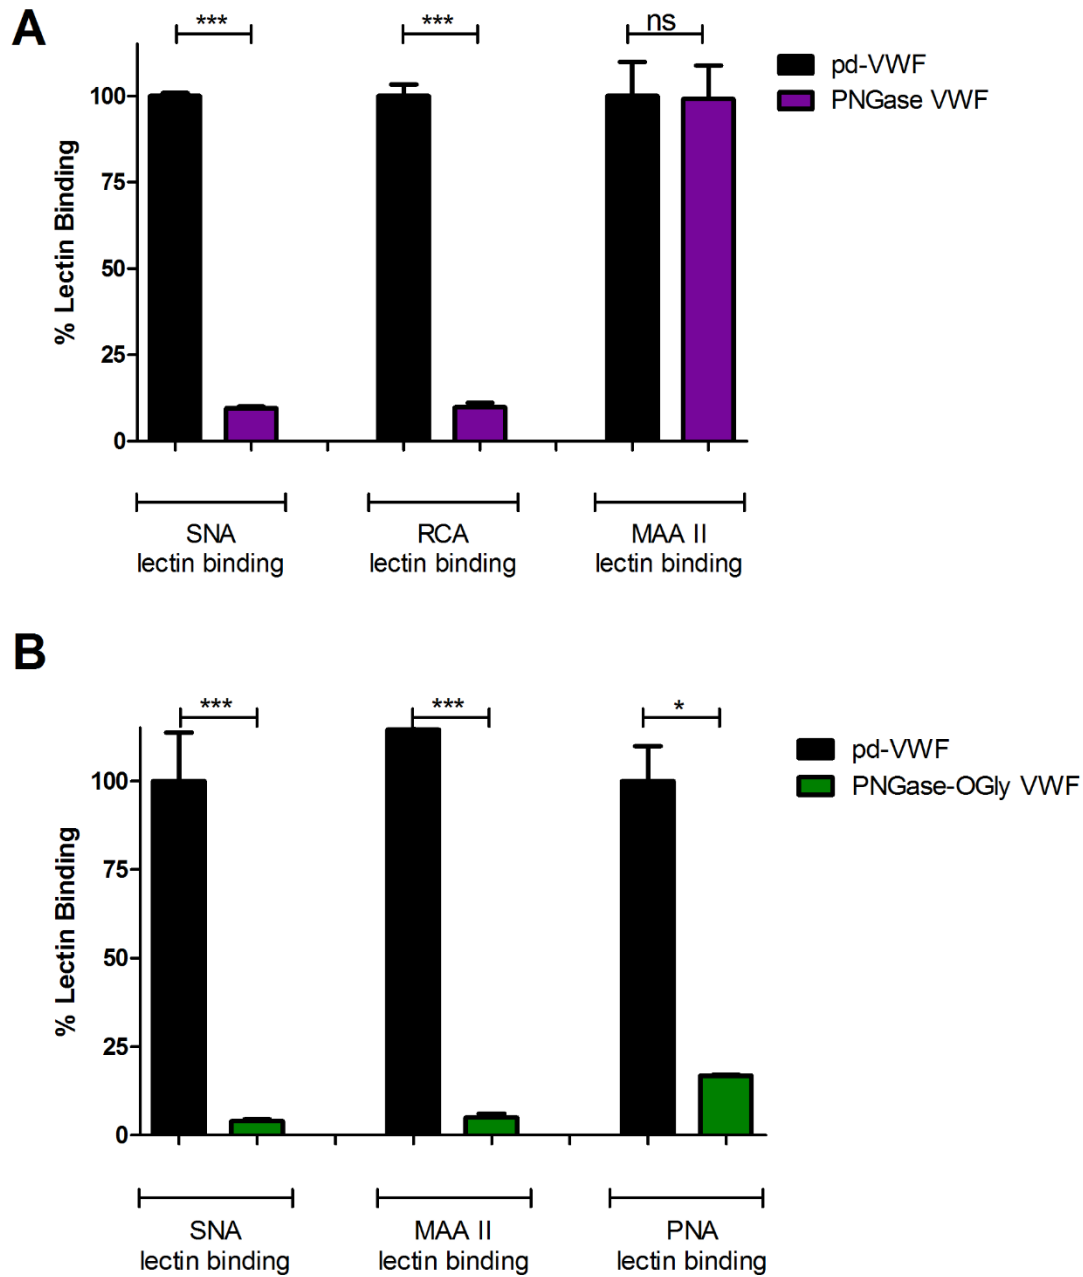 A
*** *** ns
pd-VWF
PNGase VWF
% Lectin Binding
100
75
50
25
0
SNA
lectin binding
RCA
lectin binding
MAA II
lectin binding
B
*** *** *
pd-VWF
PNGase-OGly VWF
% Lectin Binding
100
75
50
25
0
SNA
lectin binding
MAA II
lectin binding
PNA
lectin binding